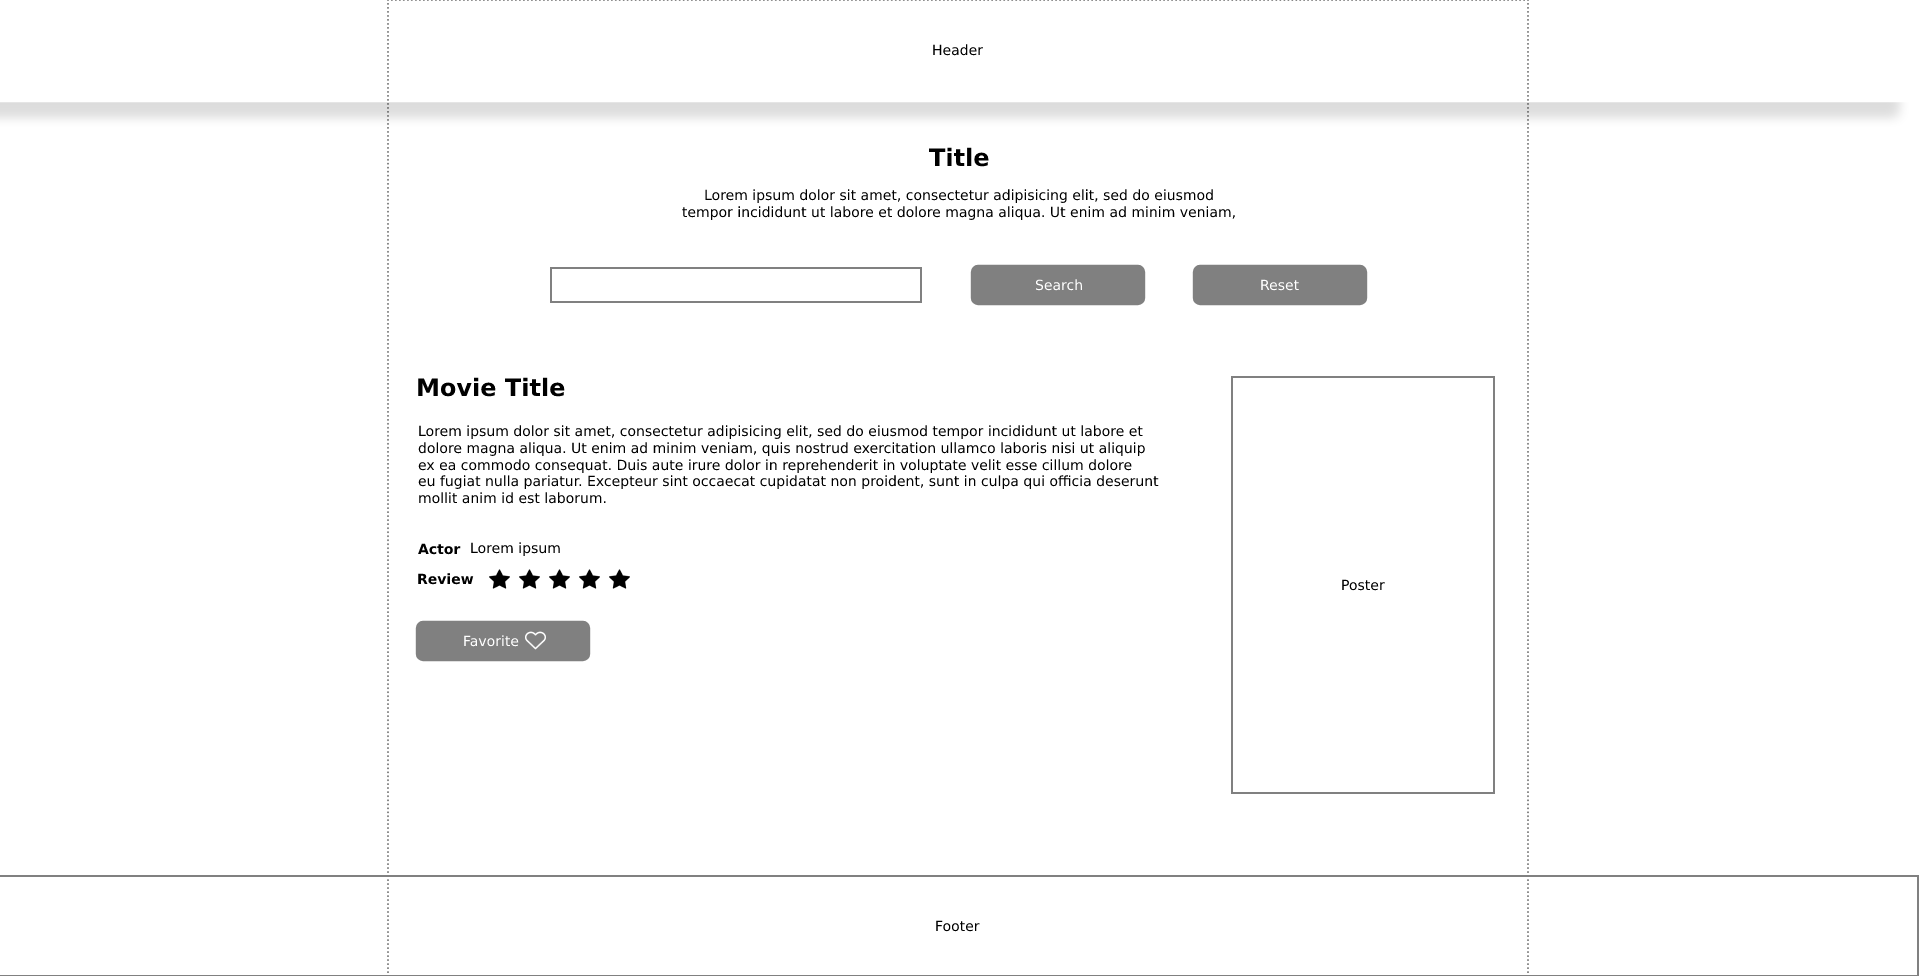 Header
Title
Lorem ipsum dolor sit amet, consectetur adipisicing elit, sed do eiusmod
tempor incididunt ut labore et dolore magna aliqua. Ut enim ad minim veniam,
Search
Reset
Movie Title
Lorem ipsum dolor sit amet, consectetur adipisicing elit, sed do eiusmod tempor incididunt ut labore et
dolore magna aliqua. Ut enim ad minim veniam, quis nostrud exercitation ullamco laboris nisi ut aliquip
ex ea commodo consequat. Duis aute irure dolor in reprehenderit in voluptate velit esse cillum dolore
eu fugiat nulla pariatur. Excepteur sint occaecat cupidatat non proident, sunt in culpa qui officia deserunt
mollit anim id est laborum.
Actor Lorem ipsum
Review
Favorite
Poster
Footer